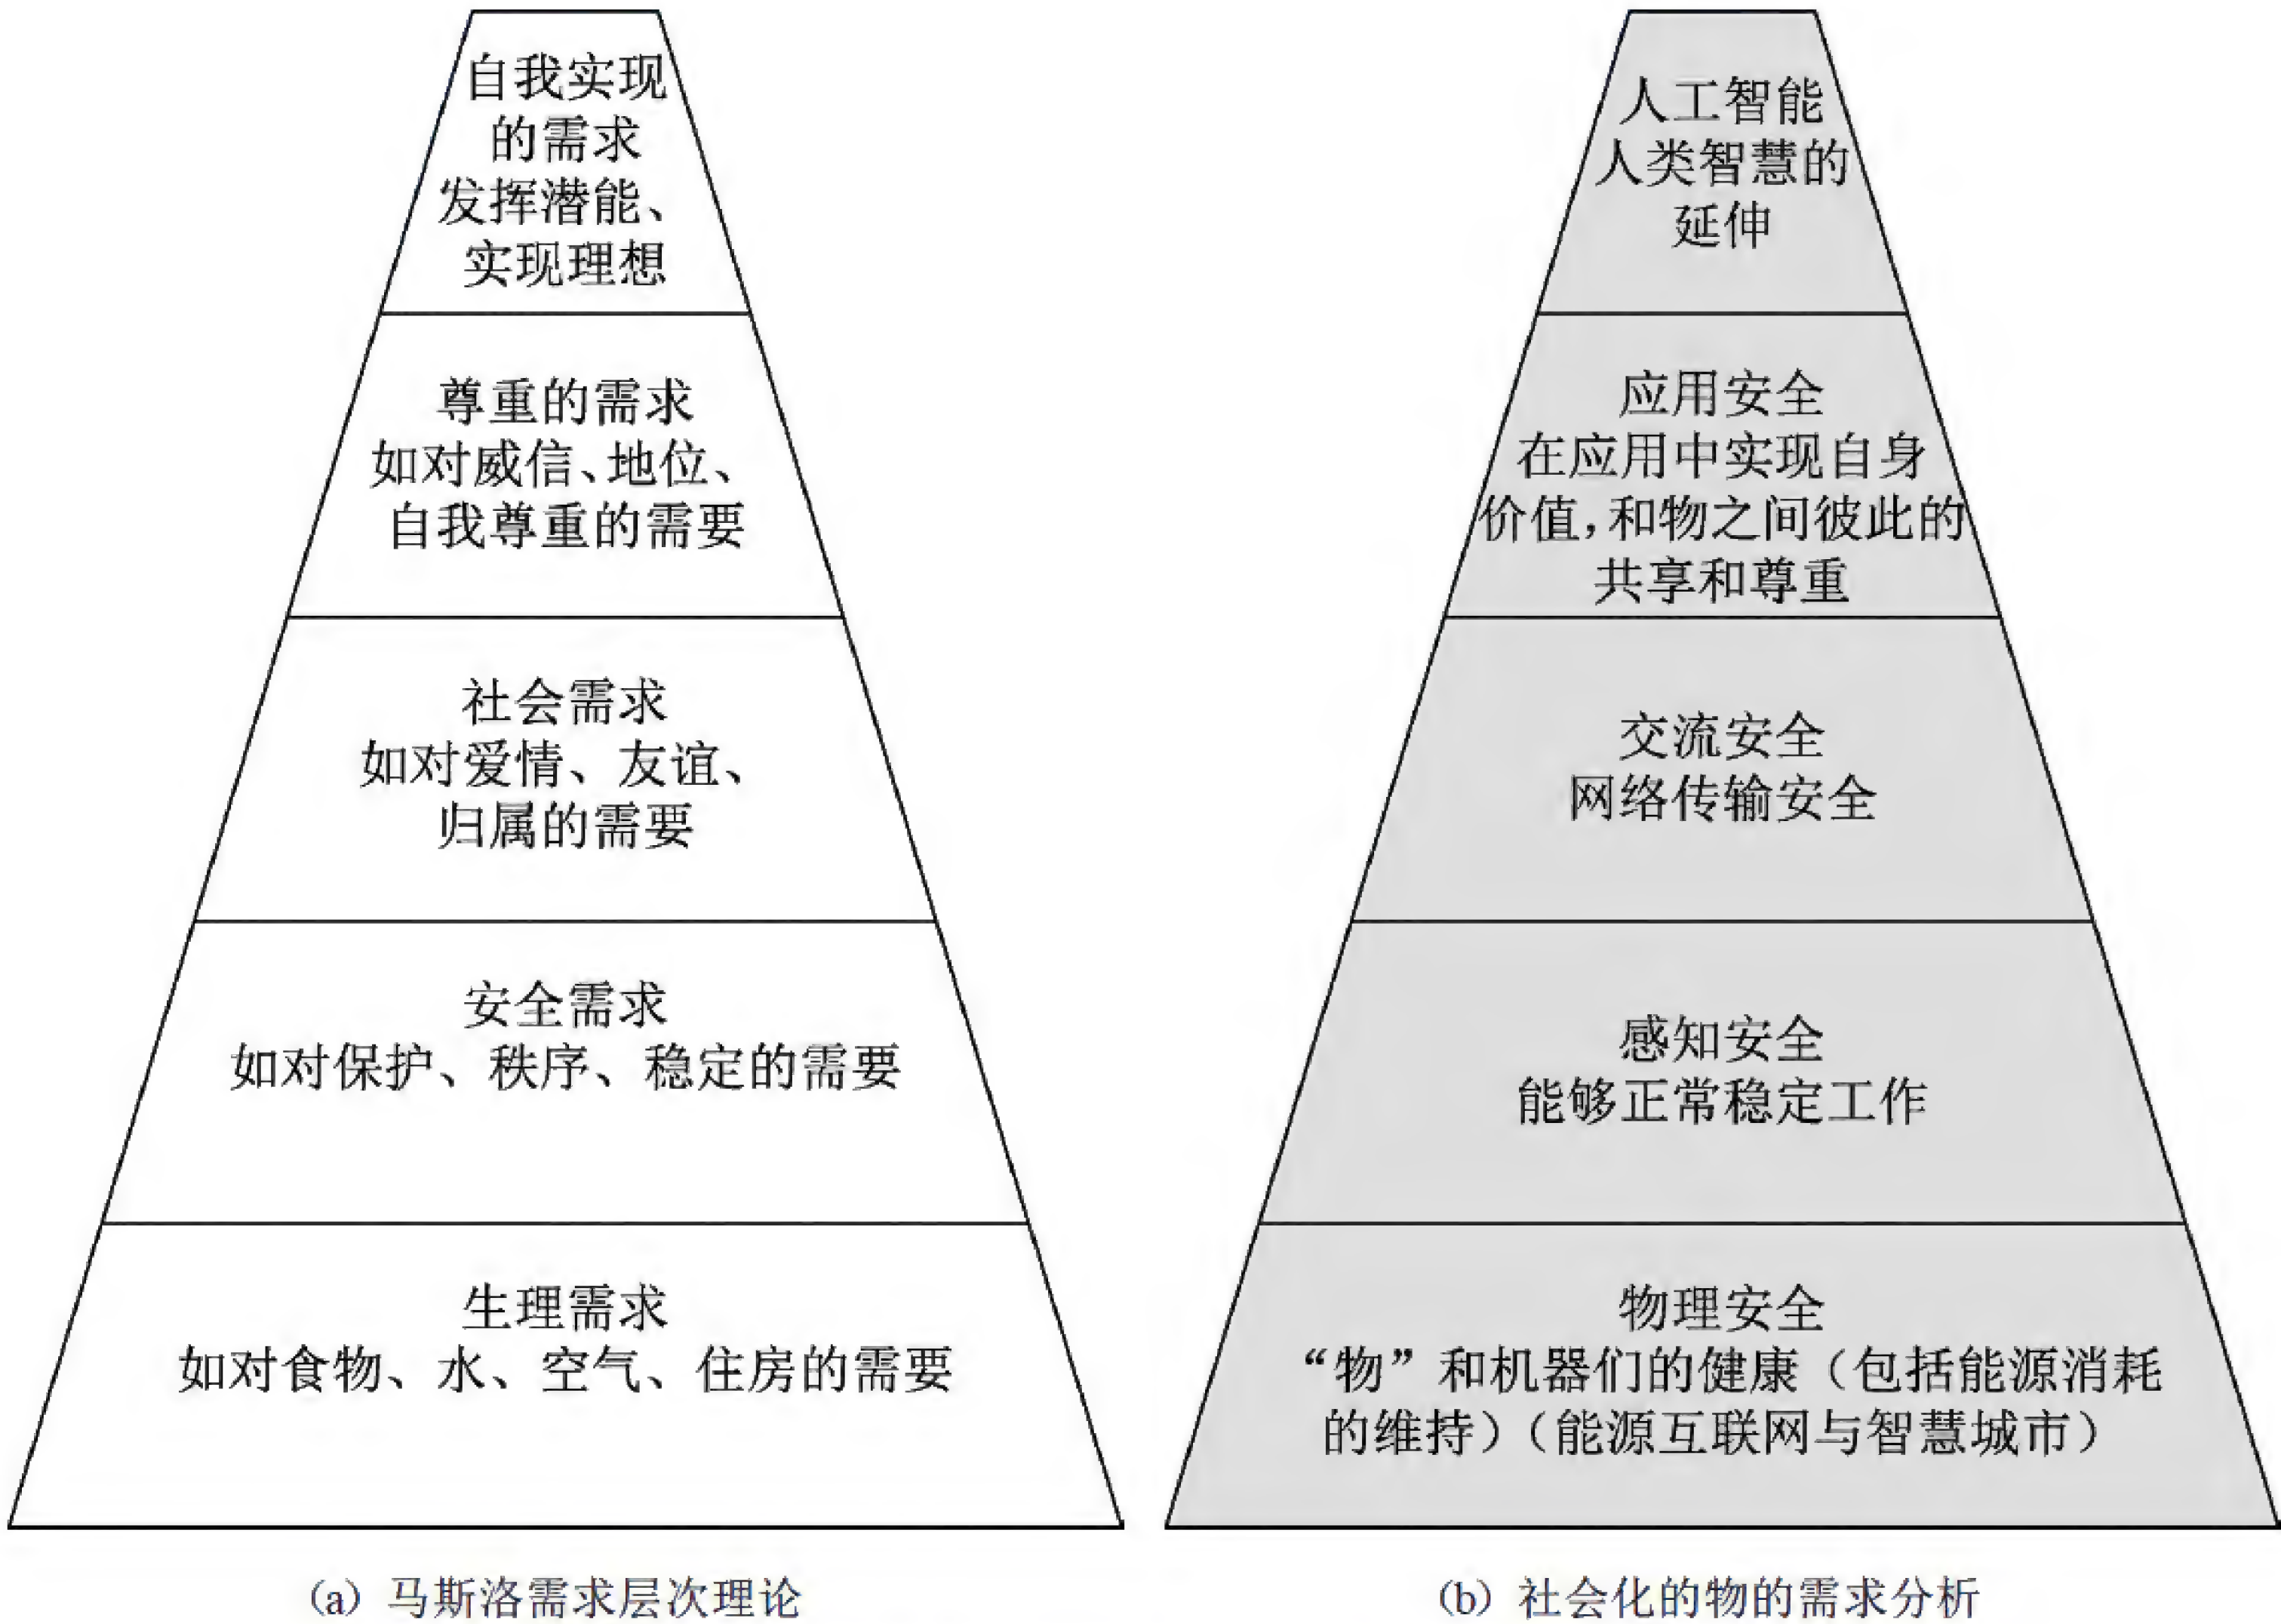 自我实现
的需求
发挥潜能、
实现理想
尊重的需求
如对威信、地位、
自我尊重的需要
社会需求
如对爱情、友谊、
归属的需要
安全需求
如对保护、秩序、稳定的需要
生理需求
如对食物、水、空气、住房的需要
(a) 马斯洛需求层次理论
人工智能
人类智慧的
延伸
应用安全
在应用中实现自身
价值，和物之间彼此的
共享和尊重
交流安全
网络传输安全
感知安全
能够正常稳定工作
物理安全
“物”和机器们的健康（包括能源消耗
的维持）（能源互联网与智慧城市）
(b) 社会化的物的需求分析